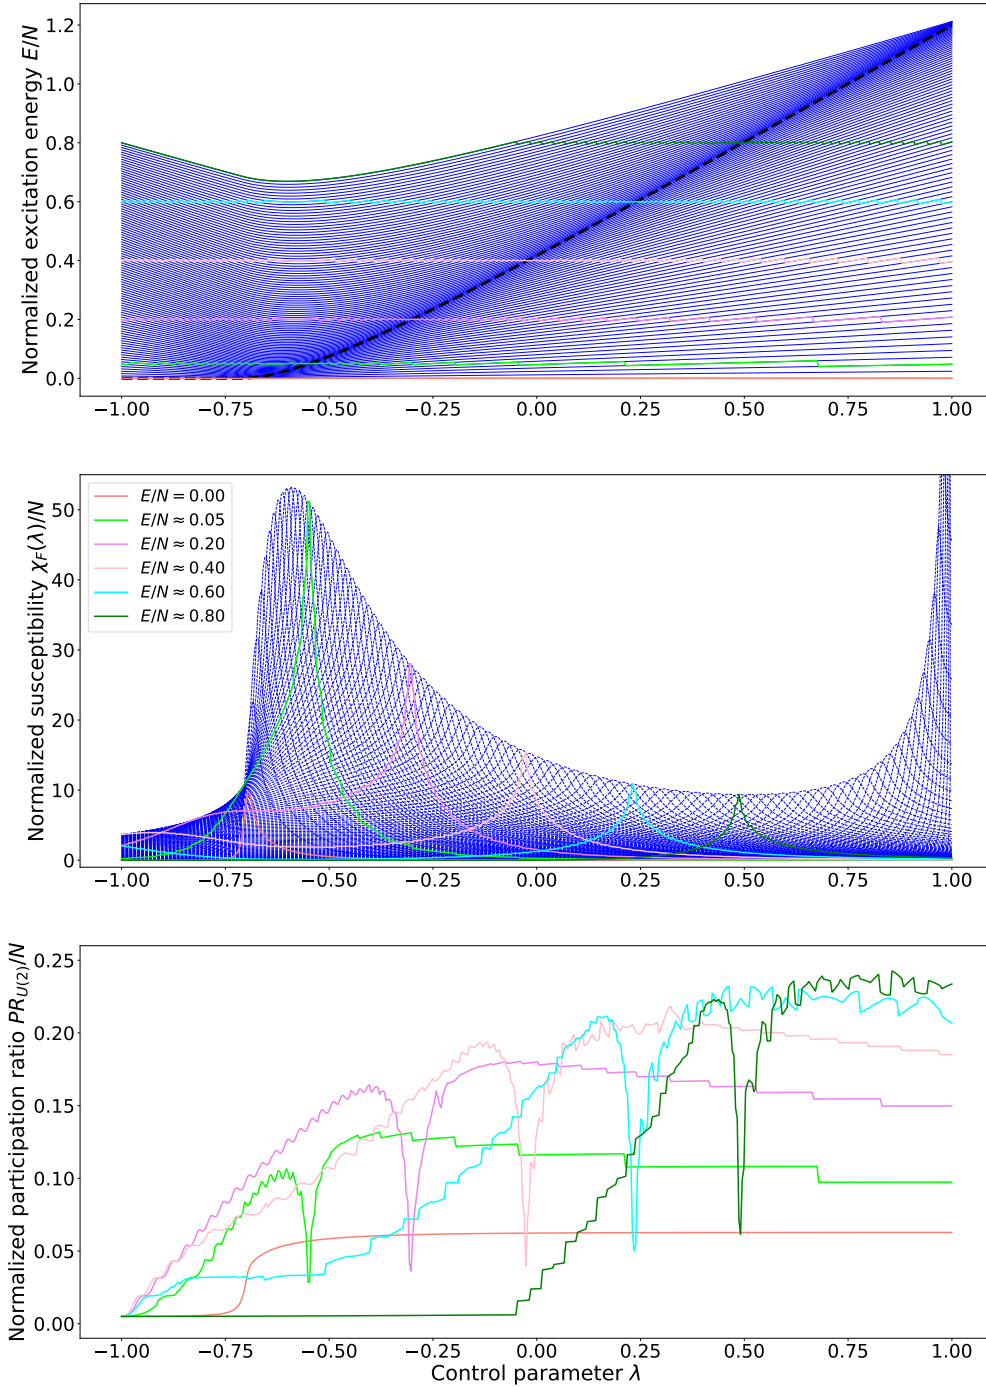 Normalized excitation energy E/N
1.2
1.0
0.8
0.6
0.4
0.2
0.0
−1.00 −0.75 −0.50 −0.25 0.00 0.25 0.50 0.75 1.00
Normalized susceptibility χF(λ)/N
50
40
30
20
10
0
E/N = 0.00
E/N ≈ 0.05
E/N ≈ 0.20
E/N ≈ 0.40
E/N ≈ 0.60
E/N ≈ 0.80
−1.00 −0.75 −0.50 −0.25 0.00 0.25 0.50 0.75 1.00
Normalized participation ratio PR_{U(2)}/N
0.25
0.20
0.15
0.10
0.05
0.00
−1.00 −0.75 −0.50 −0.25 0.00 0.25 0.50 0.75 1.00
Control parameter λ